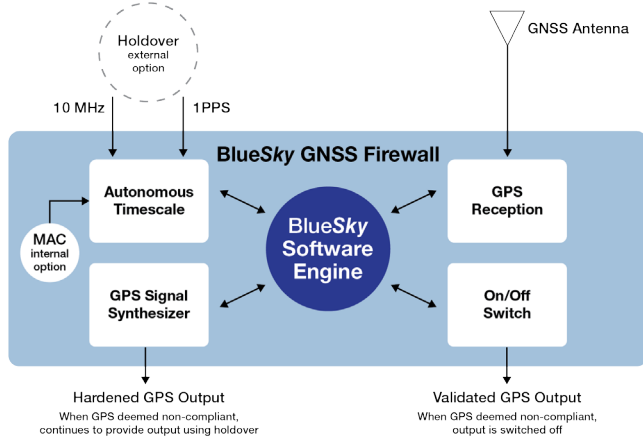 Holdover
external
option
GNSS Antenna
10 MHz
1PPS
BlueSky GNSS Firewall
Autonomous
Timescale
GPS
Reception
MAC
internal
option
BlueSky
Software
Engine
GPS Signal
Synthesizer
On/Off
Switch
Hardened GPS Output
When GPS deemed non-compliant,
continues to provide output using holdover
Validated GPS Output
When GPS deemed non-compliant,
output is switched off